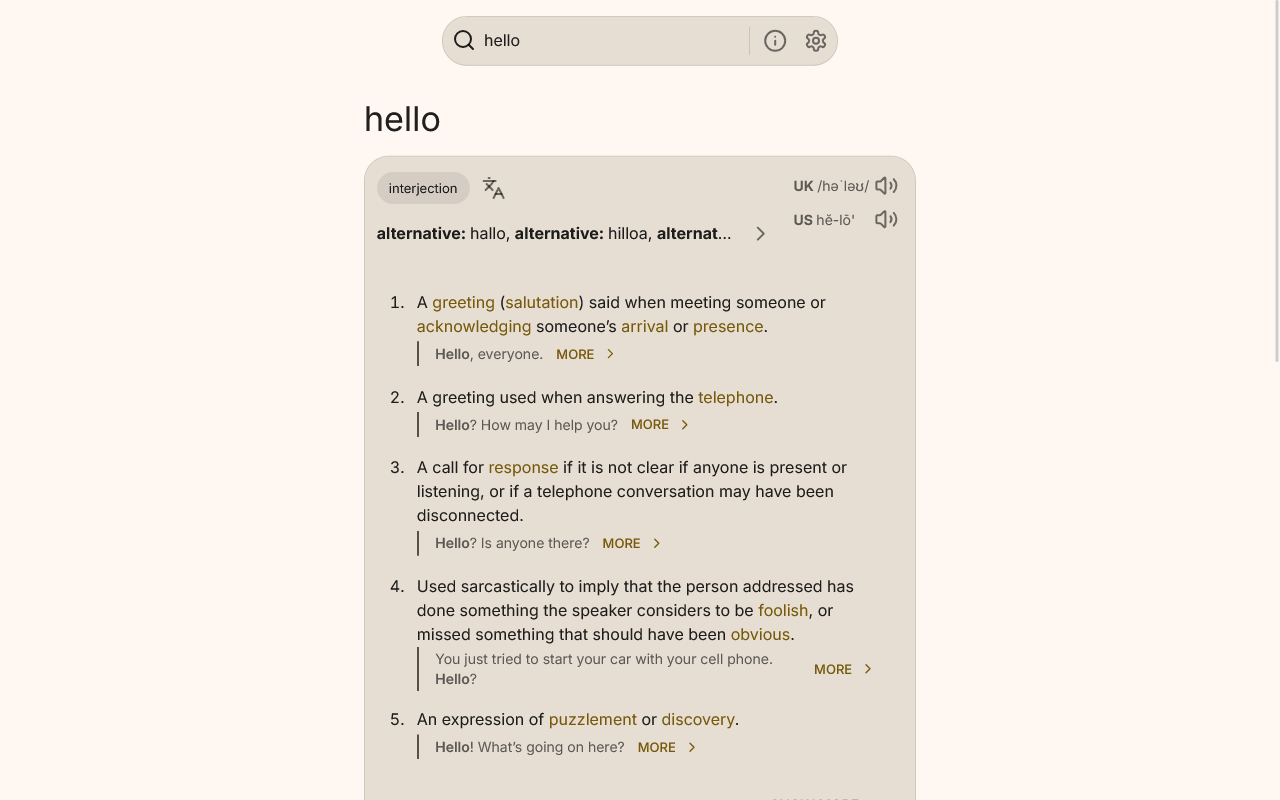 hello
hello
interjection
UK /həˈləʊ/
US hĕ-lō'
alternative: hallo, alternative: hilloa, alternat...
1. A greeting (salutation) said when meeting someone or
acknowledging someone’s arrival or presence.
Hello, everyone. MORE
2. A greeting used when answering the telephone.
Hello? How may I help you? MORE
3. A call for response if it is not clear if anyone is present or
listening, or if a telephone conversation may have been
disconnected.
Hello? Is anyone there? MORE
4. Used sarcastically to imply that the person addressed has
done something the speaker considers to be foolish, or
missed something that should have been obvious.
You just tried to start your car with your cell phone.
Hello?
MORE
5. An expression of puzzlement or discovery.
Hello! What’s going on here? MORE